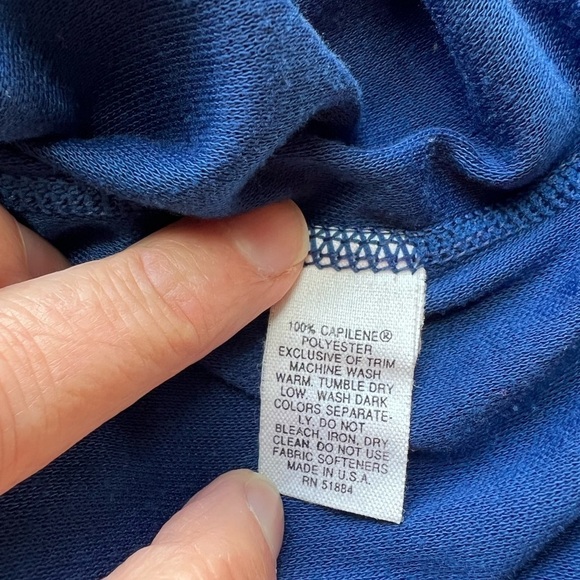 100% CAPILENE®
POLYESTER
EXCLUSIVE OF TRIM
MACHINE WASH
WARM. TUMBLE DRY
LOW. WASH DARK
COLORS SEPARATE-
LY. DO NOT
BLEACH, IRON, DRY
CLEAN. DO NOT USE
FABRIC SOFTENERS
MADE IN U.S.A.
RN 51884